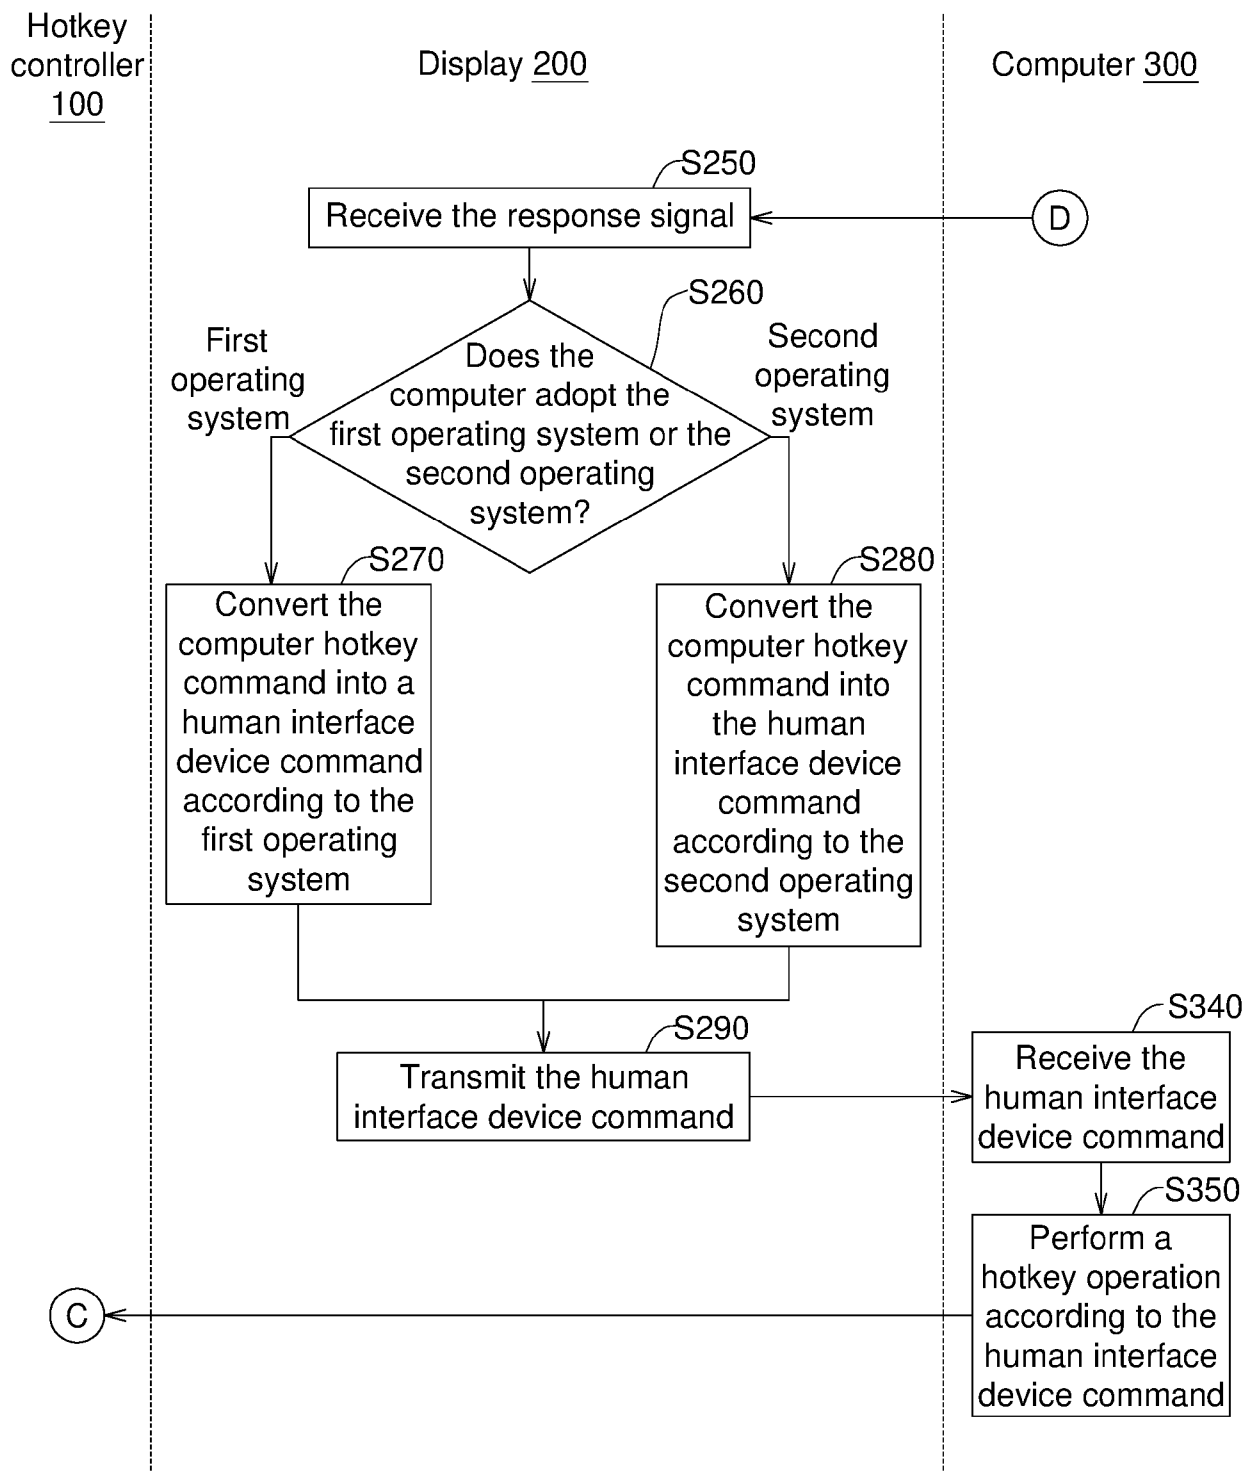 Hotkey
controller
100
Display 200
Computer 300
S250
Receive the response signal
D
S260
First
operating
system
Does the
computer adopt the
first operating system or the
second operating
system?
Second
operating
system
S270
Convert the
computer hotkey
command into a
human interface
device command
according to the
first operating
system
S280
Convert the
computer hotkey
command into
the human
interface device
command
according to the
second operating
system
S290
Transmit the human
interface device command
S340
Receive the
human interface
device command
S350
Perform a
hotkey operation
according to the
human interface
device command
C